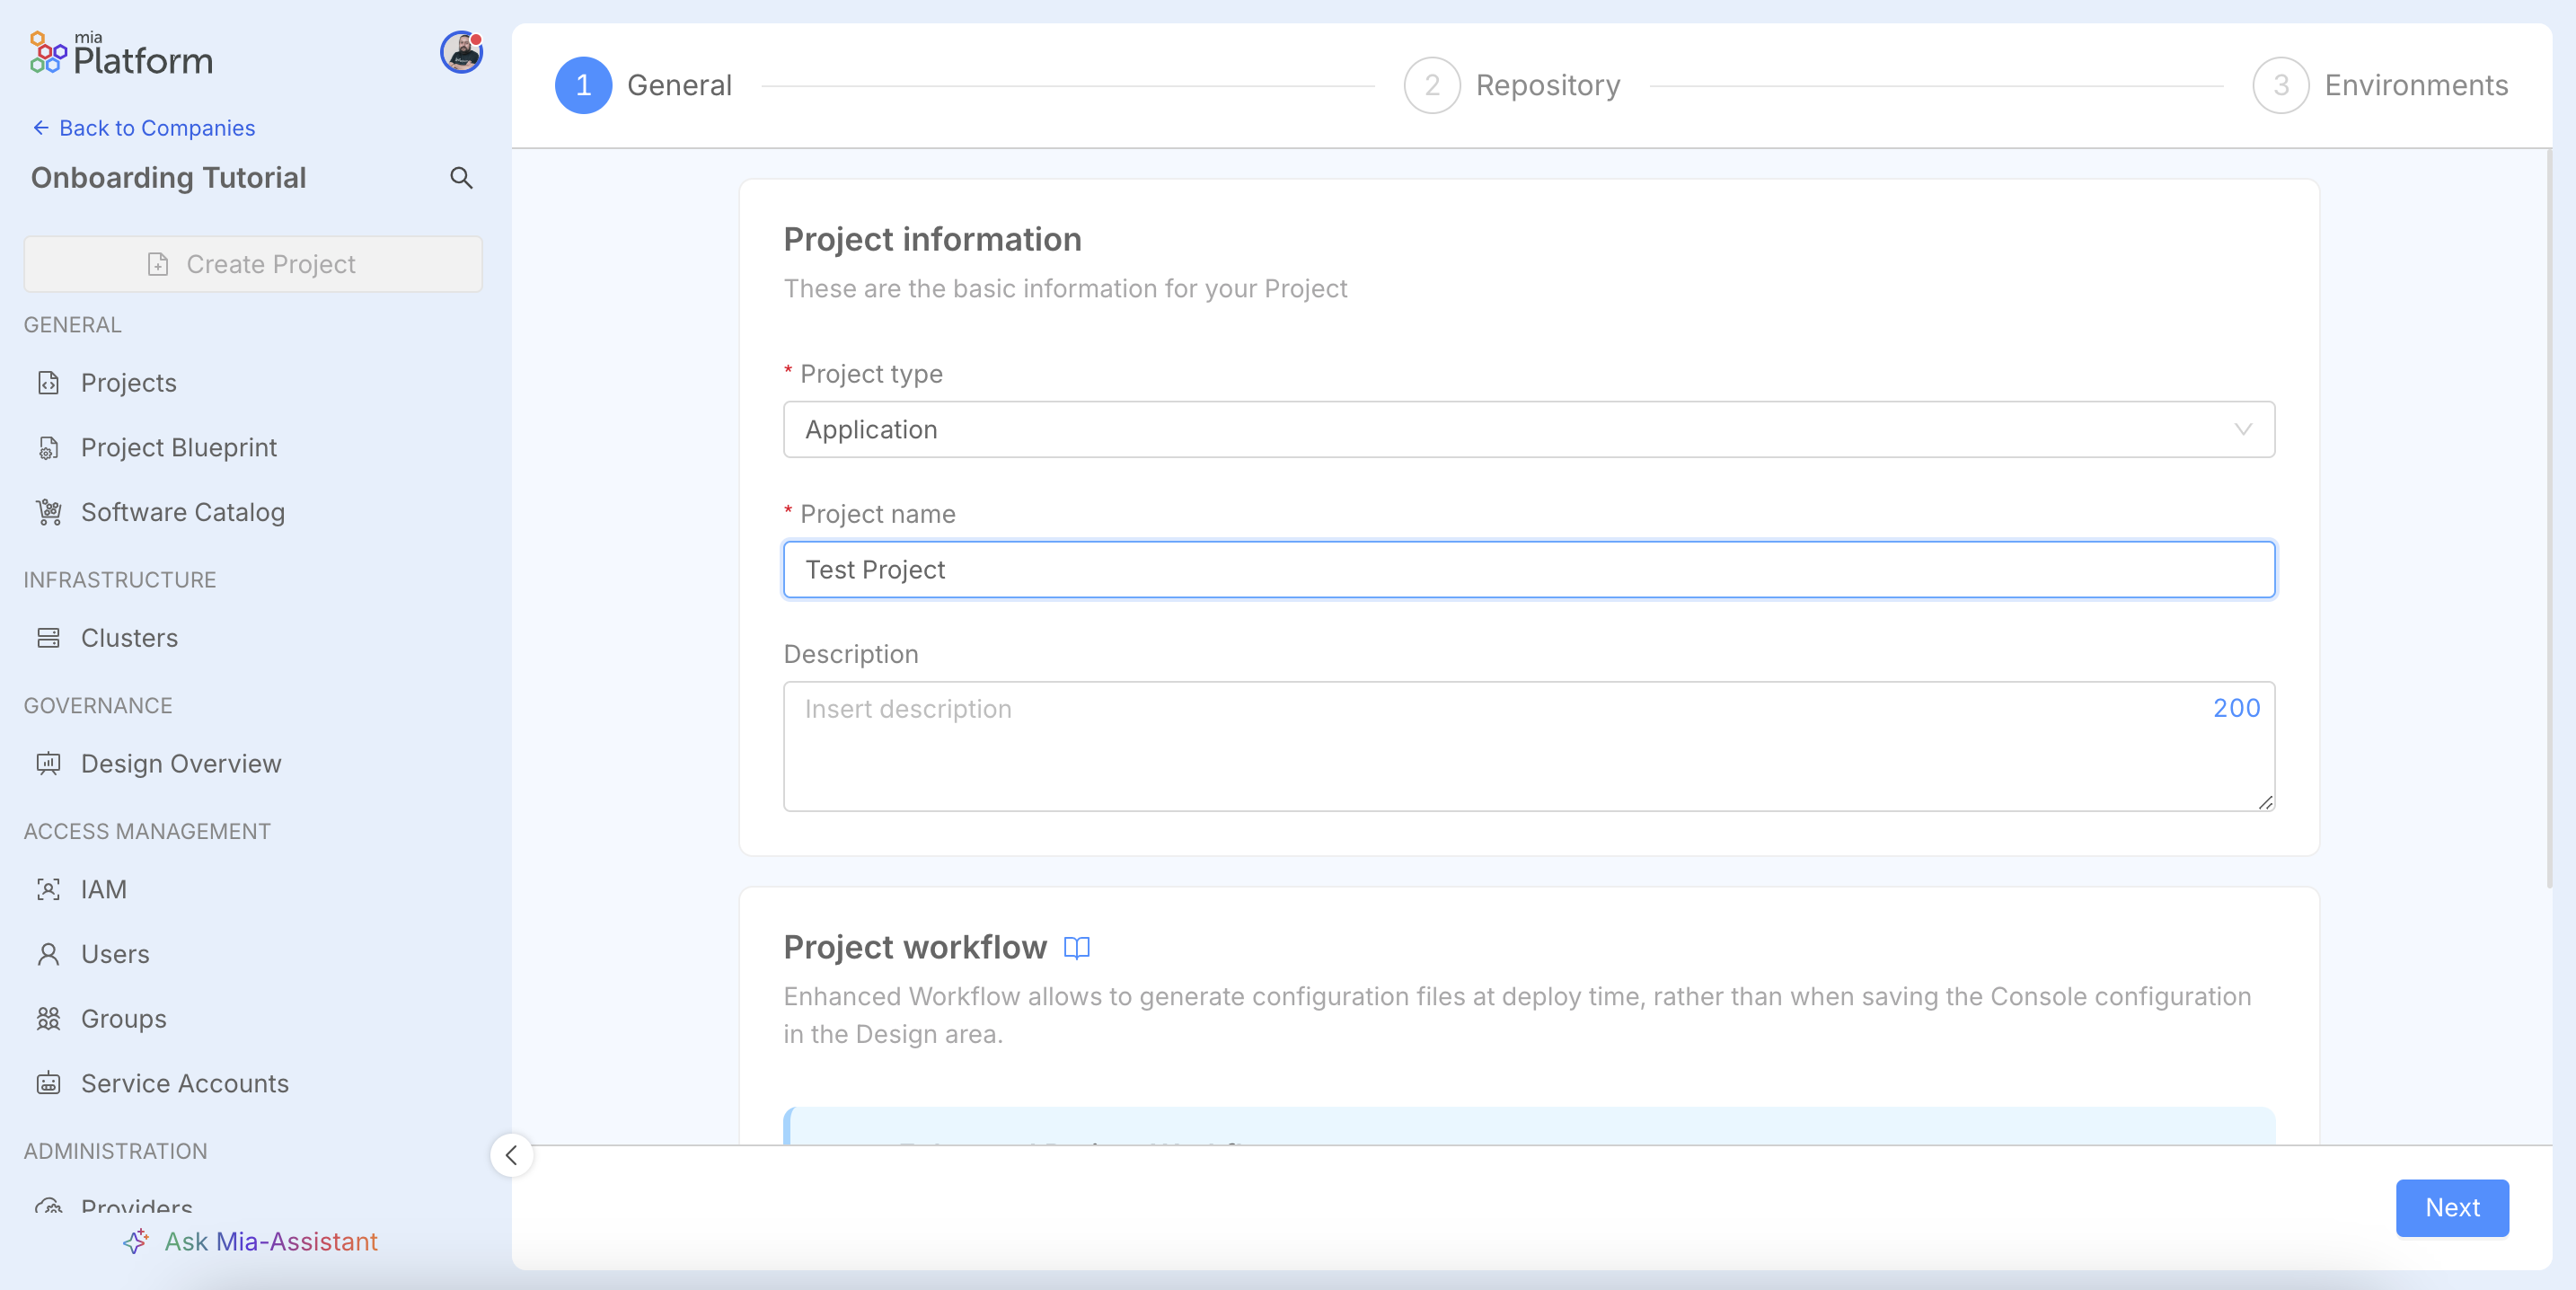 mia
Platform
Back to Companies
Onboarding Tutorial
Create Project
GENERAL
Projects
Project Blueprint
Software Catalog
INFRASTRUCTURE
Clusters
GOVERNANCE
Design Overview
ACCESS MANAGEMENT
IAM
Users
Groups
Service Accounts
ADMINISTRATION
Providers
Ask Mia-Assistant
1 General
2 Repository
3 Environments
Project information
These are the basic information for your Project
* Project type
Application
* Project name
Test Project
Description
Insert description
200
Project workflow
Enhanced Workflow allows to generate configuration files at deploy time, rather than when saving the Console configuration
in the Design area.
Next